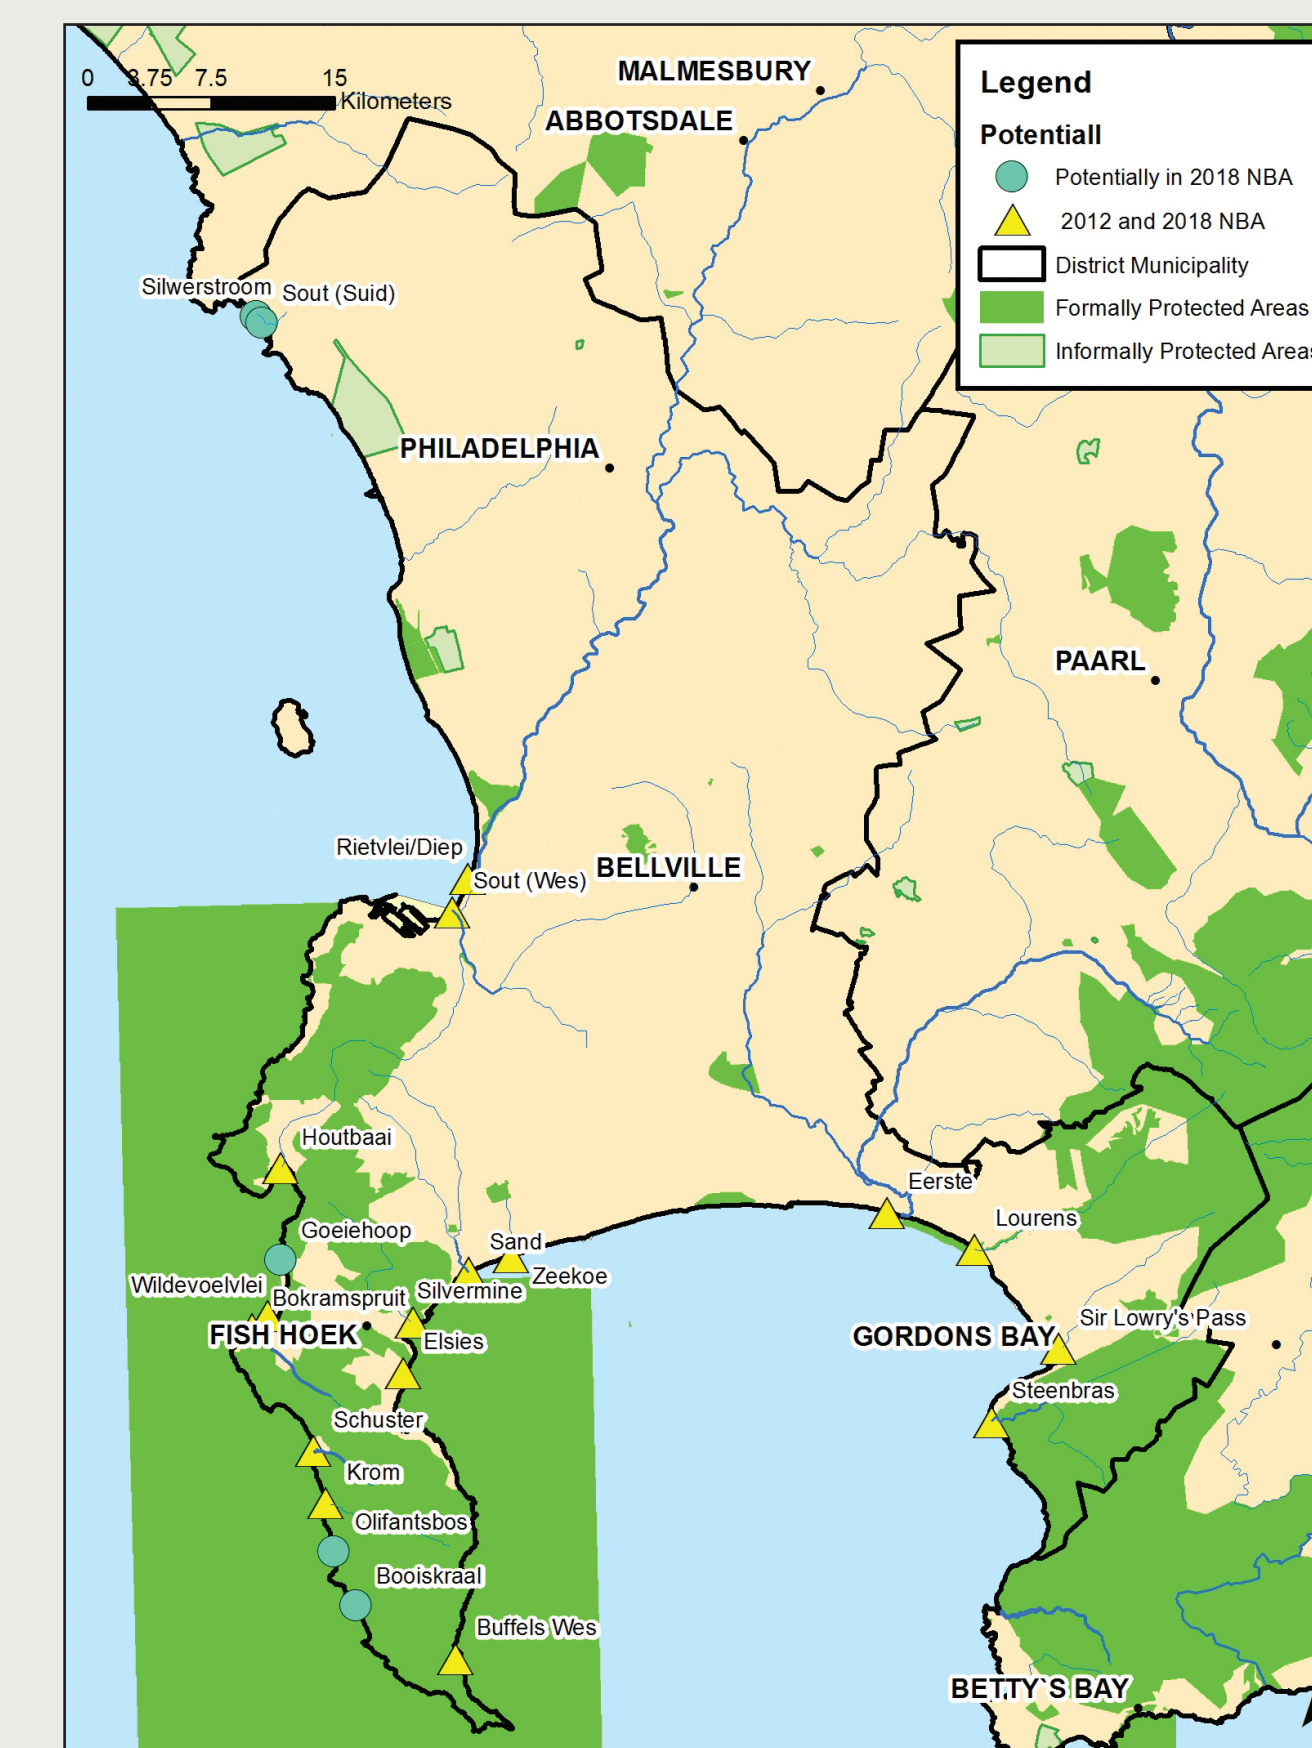 0 3.75 7.5 15
Kilometers
MALMESBURY
ABBOTSDALE
Legend
Potentiall
Potentially in 2018 NBA
2012 and 2018 NBA
District Municipality
Formally Protected Areas
Informally Protected Areas
Silwerstroom
Sout (Suid)
PHILADELPHIA
PAARL
Rietvlei/Diep
Sout (Wes)
BELLVILLE
Houtbaai
Eerste
Goeiehoop
Lourens
Sand
Zeekoe
Wildevoelvlei
Silvermine
Bokramspruit
FISH HOEK
Elsies
Sir Lowry's Pass
GORDONS BAY
Steenbras
Schuster
Krom
Olifantsbos
Booiskraal
Buffels Wes
BETTY`S BAY